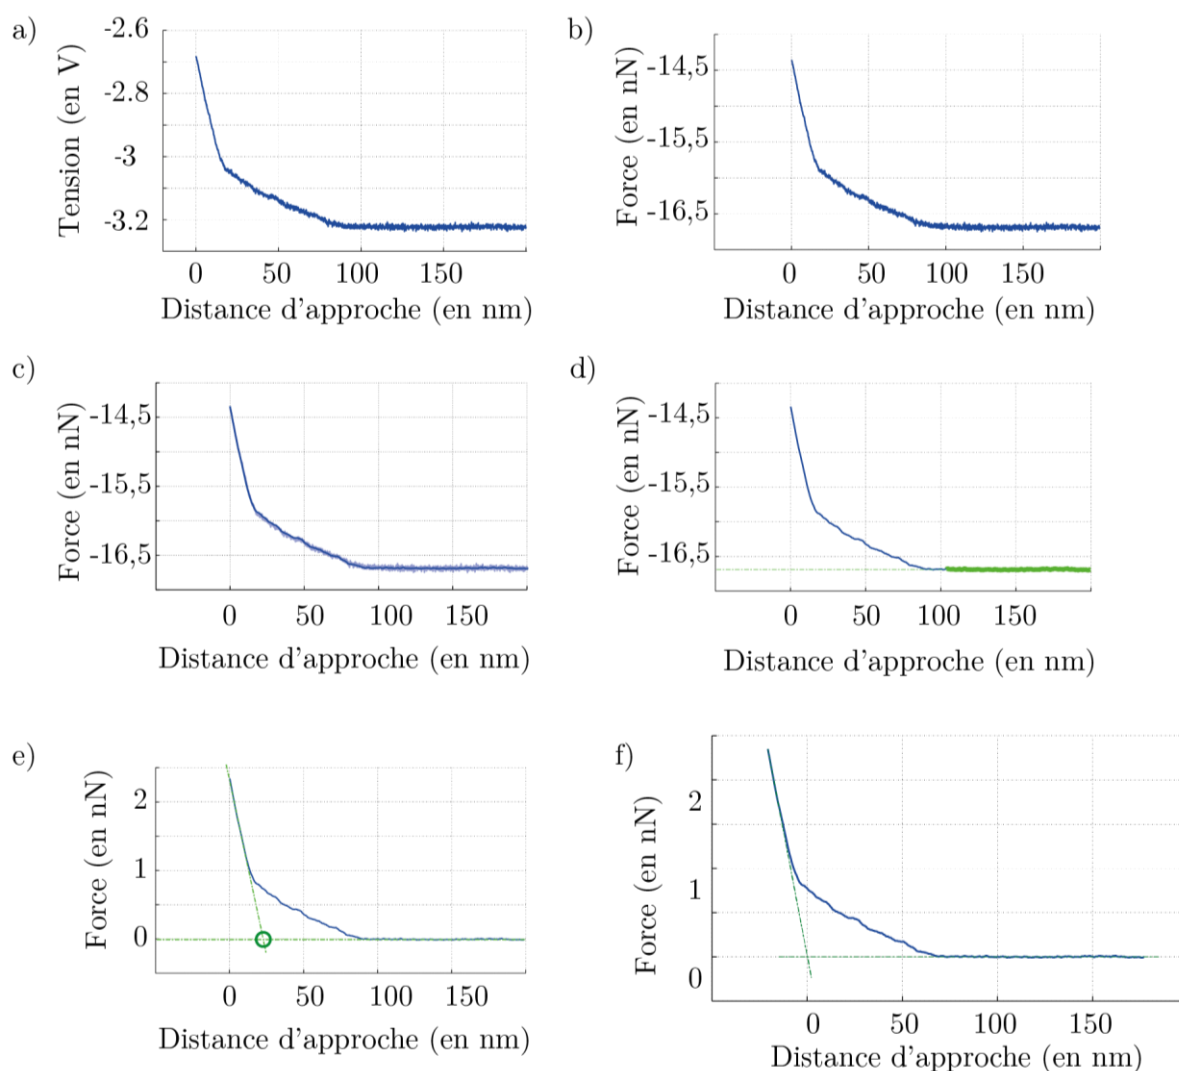 a)
-2.6
-2.8
-3
-3.2
Tension (en V)
0 50 100 150
Distance d'approche (en nm)
b)
-14,5
-15,5
-16,5
Force (en nN)
0 50 100 150
Distance d'approche (en nm)
c)
-14,5
-15,5
-16,5
Force (en nN)
0 50 100 150
Distance d'approche (en nm)
d)
-14,5
-15,5
-16,5
Force (en nN)
0 50 100 150
Distance d'approche (en nm)
e)
2
1
0
Force (en nN)
0 50 100 150
Distance d'approche (en nm)
f)
2
1
0
Force (en nN)
0 50 100 150
Distance d'approche (en nm)